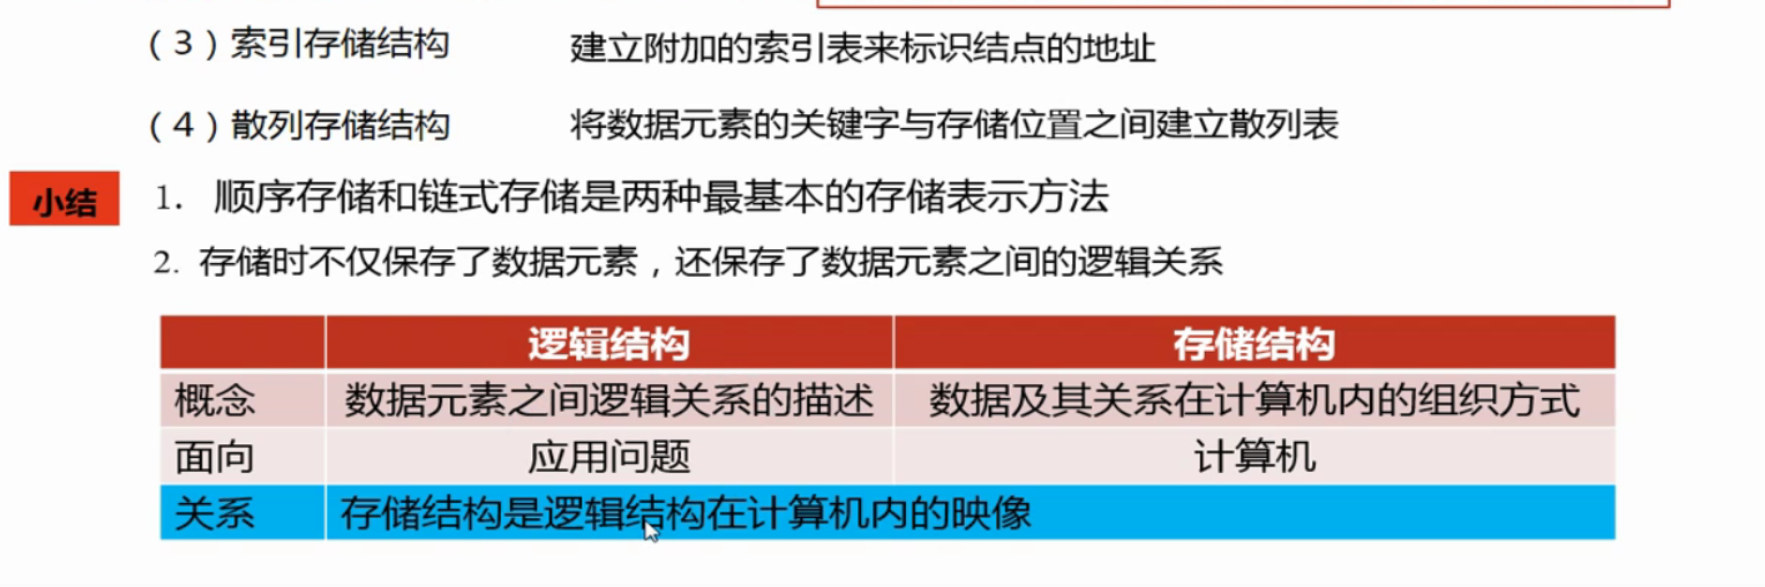 （3）索引存储结构 建立附加的索引表来标识结点的地址
（4）散列存储结构 将数据元素的关键字与存储位置之间建立散列表
小结 1. 顺序存储和链式存储是两种最基本的存储表示方法
2. 存储时不仅保存了数据元素，还保存了数据元素之间的逻辑关系
逻辑结构 存储结构
概念 数据元素之间逻辑关系的描述 数据及其关系在计算机内的组织方式
面向 应用问题 计算机
关系 存储结构是逻辑结构在计算机内的映像